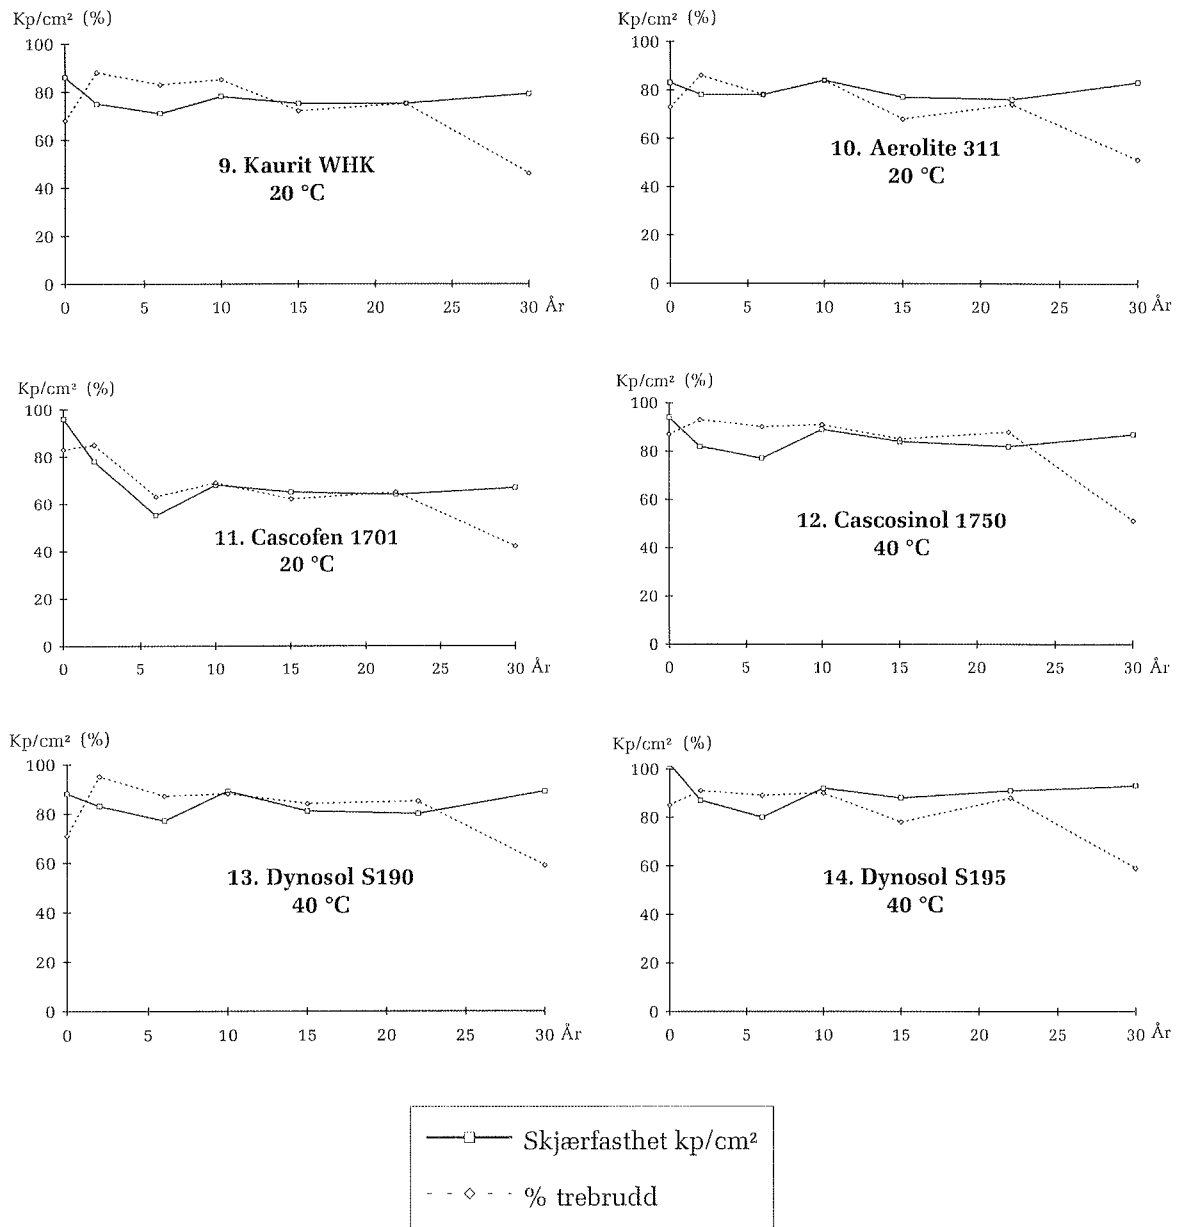 Kp/cm² (%)
100
80
60
40
20
0
9. Kaurit WHK
20 °C
0 5 10 15 20 25 30 År
Kp/cm² (%)
100
80
60
40
20
0
10. Aerolite 311
20 °C
0 5 10 15 20 25 30 År
Kp/cm² (%)
100
80
60
40
20
0
11. Cascofen 1701
20 °C
0 5 10 15 20 25 30 År
Kp/cm² (%)
100
80
60
40
20
0
12. Cascosinol 1750
40 °C
0 5 10 15 20 25 30 År
Kp/cm² (%)
100
80
60
40
20
0
13. Dynosol S190
40 °C
0 5 10 15 20 25 30 År
Kp/cm² (%)
100
80
60
40
20
0
14. Dynosol S195
40 °C
0 5 10 15 20 25 30 År
Skjærfasthet kp/cm²
% trebrudd